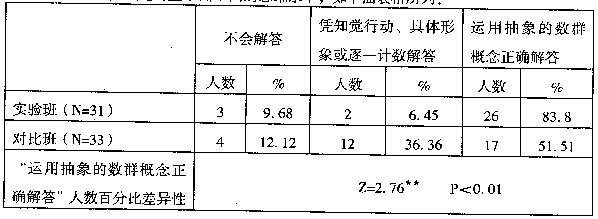 不会解答 凭知觉行动、具体形象或逐一计数解答 运用抽象的数群概念正确解答
人数 % 人数 % 人数 %
实验班（N=31） 3 9.68 2 6.45 26 83.8
对比班（N=33） 4 12.12 12 36.36 17 51.51
“运用抽象的数群概念正确解答”人数百分比差异性 Z=2.76** P<0.01